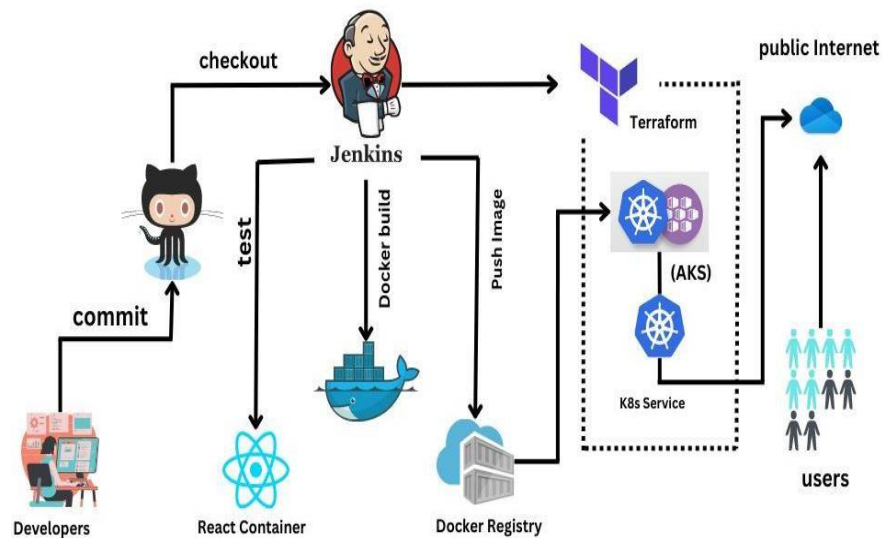 checkout
public Internet
Jenkins
Terraform
test
Docker build
Push Image
(AKS)
commit
K8s Service
users
Developers
React Container
Docker Registry